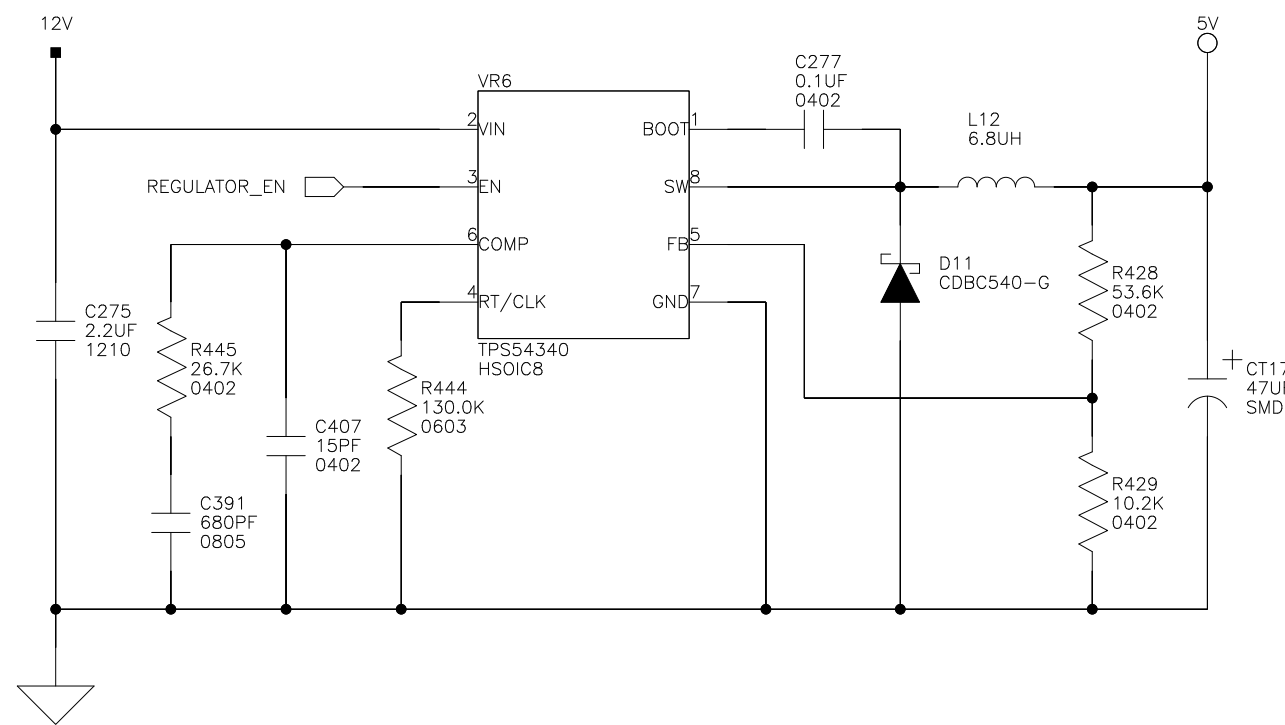 12V
5V
C277
0.1UF
0402
VR6
L12
6.8UH
2
VIN
BOOT
1
REGULATOR_EN
3
EN
SW
8
6
COMP
FB
5
4
RT/CLK
GND
7
D11
CDBC540-G
R428
53.6K
0402
C275
2.2UF
1210
R445
26.7K
0402
TPS54340
HSOIC8
R444
130.0K
0603
+
CT17
47UF
SMD
C407
15PF
0402
C391
680PF
0805
R429
10.2K
0402